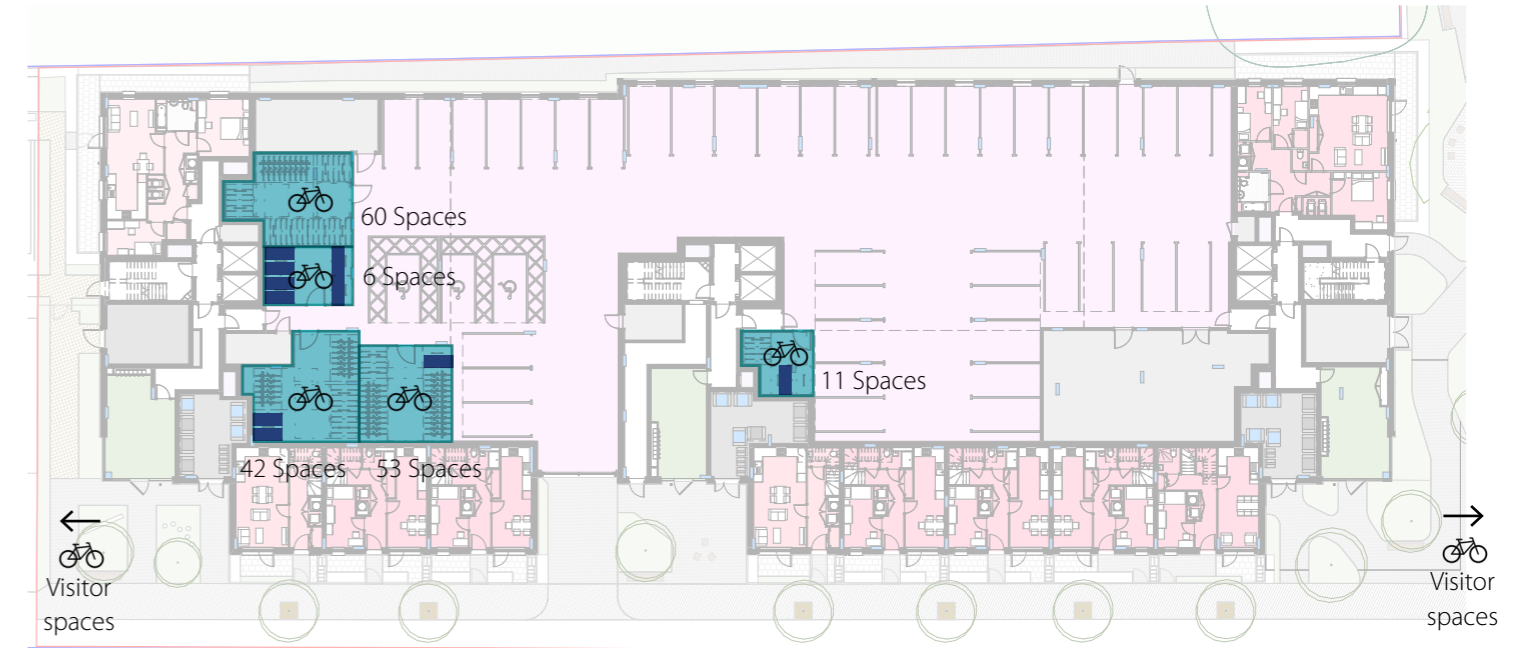 60 Spaces
6 Spaces
11 Spaces
42 Spaces
53 Spaces
Visitor
spaces
Visitor
spaces